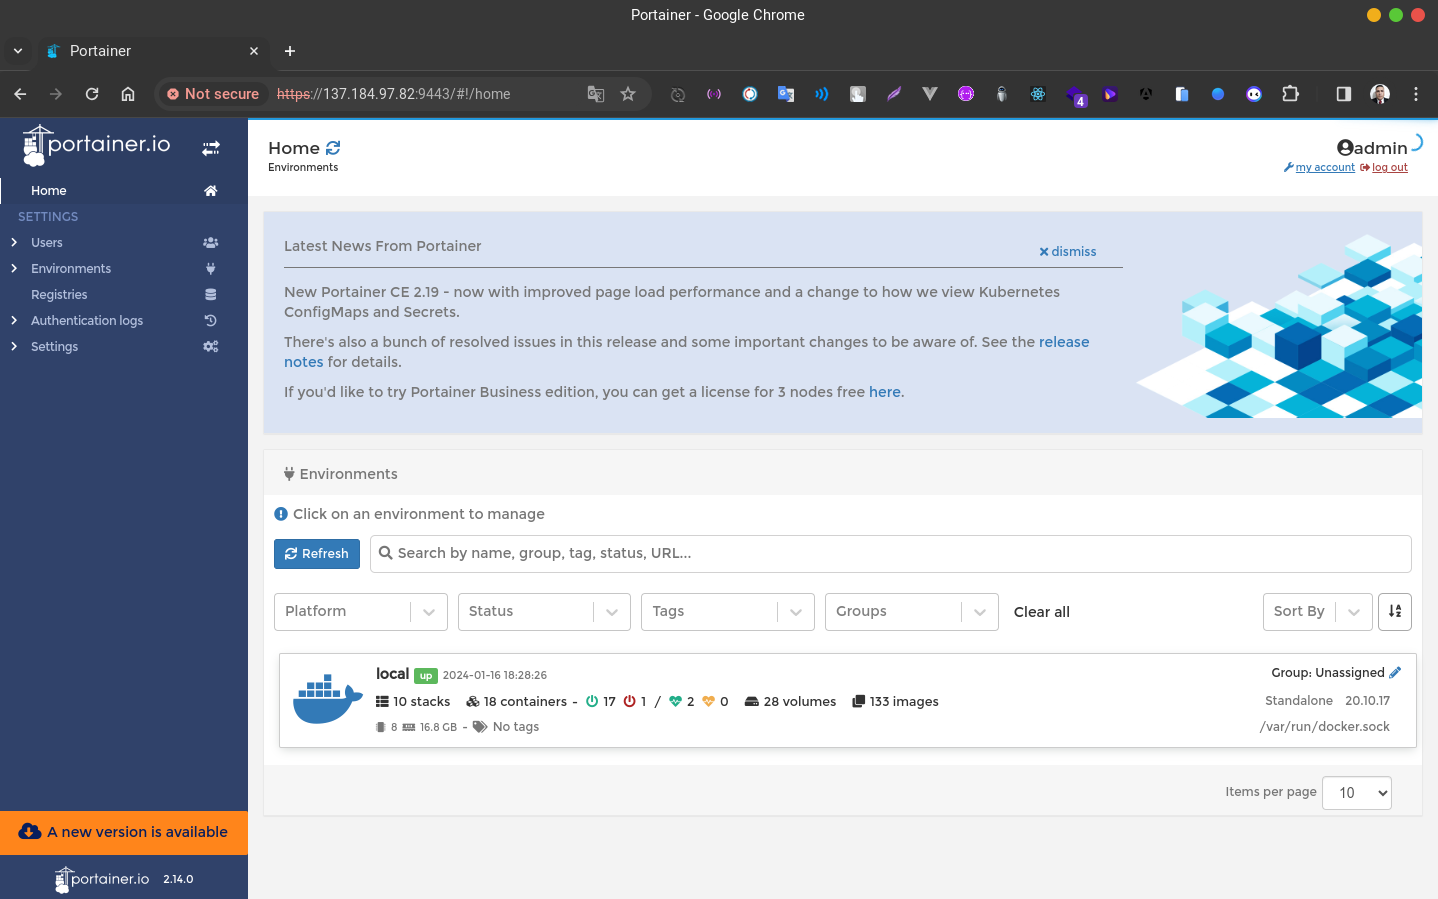 Portainer - Google Chrome
Portainer
Not secure https://137.184.97.82:9443/#!/home
4
portainer.io
Home
SETTINGS
Users
Environments
Registries
Authentication logs
Settings
A new version is available
portainer.io 2.14.0
Home
Environments
admin
my account log out
Latest News From Portainer
dismiss
New Portainer CE 2.19 - now with improved page load performance and a change to how we view Kubernetes
ConfigMaps and Secrets.
There's also a bunch of resolved issues in this release and some important changes to be aware of. See the release
notes for details.
If you'd like to try Portainer Business edition, you can get a license for 3 nodes free here.
Environments
Click on an environment to manage
Refresh
Search by name, group, tag, status, URL...
Platform Status Tags Groups Clear all Sort By
local up 2024-01-16 18:28:26 Group: Unassigned
10 stacks 18 containers - 17 1 / 2 0 28 volumes 133 images Standalone 20.10.17
8 16.8 GB - No tags /var/run/docker.sock
Items per page 10